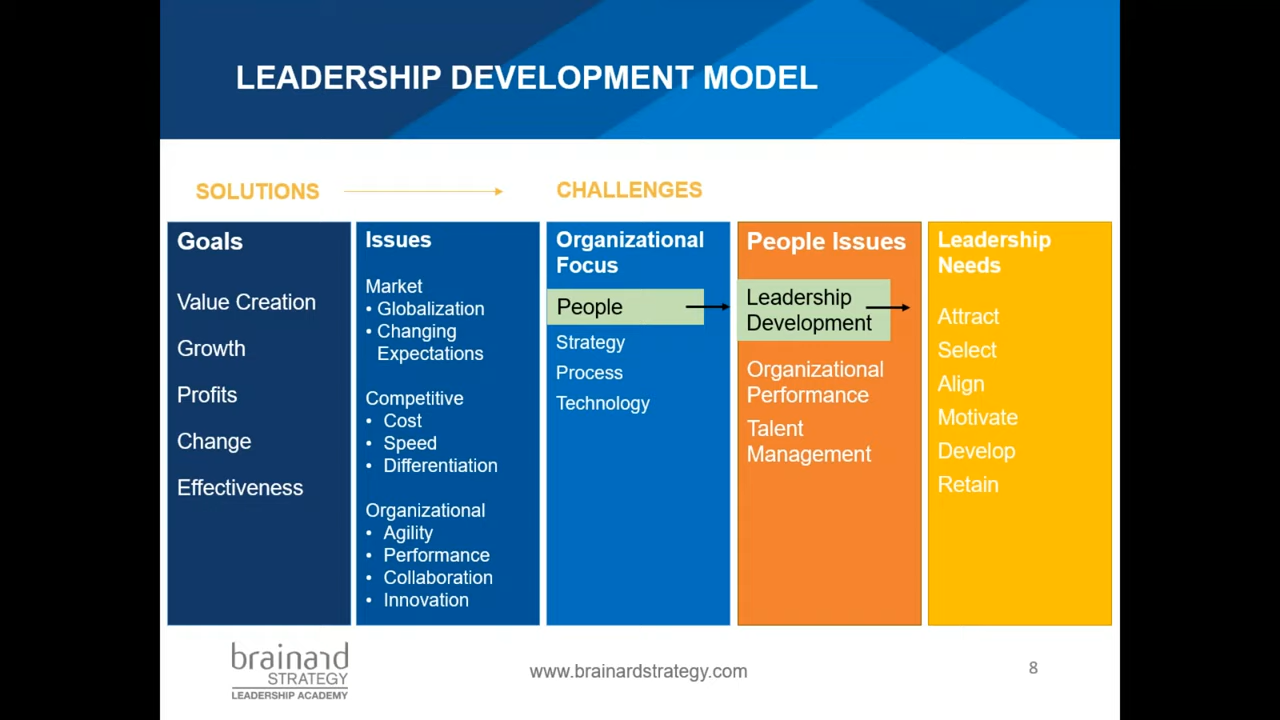 LEADERSHIP DEVELOPMENT MODEL
SOLUTIONS
CHALLENGES
Goals
Value Creation
Growth
Profits
Change
Effectiveness
Issues
Market
• Globalization
• Changing
Expectations
Competitive
• Cost
• Speed
• Differentiation
Organizational
• Agility
• Performance
• Collaboration
• Innovation
Organizational
Focus
People
Strategy
Process
Technology
People Issues
Leadership
Development
Organizational
Performance
Talent
Management
Leadership
Needs
Attract
Select
Align
Motivate
Develop
Retain
brainard
STRATEGY
LEADERSHIP ACADEMY
www.brainardstrategy.com
8